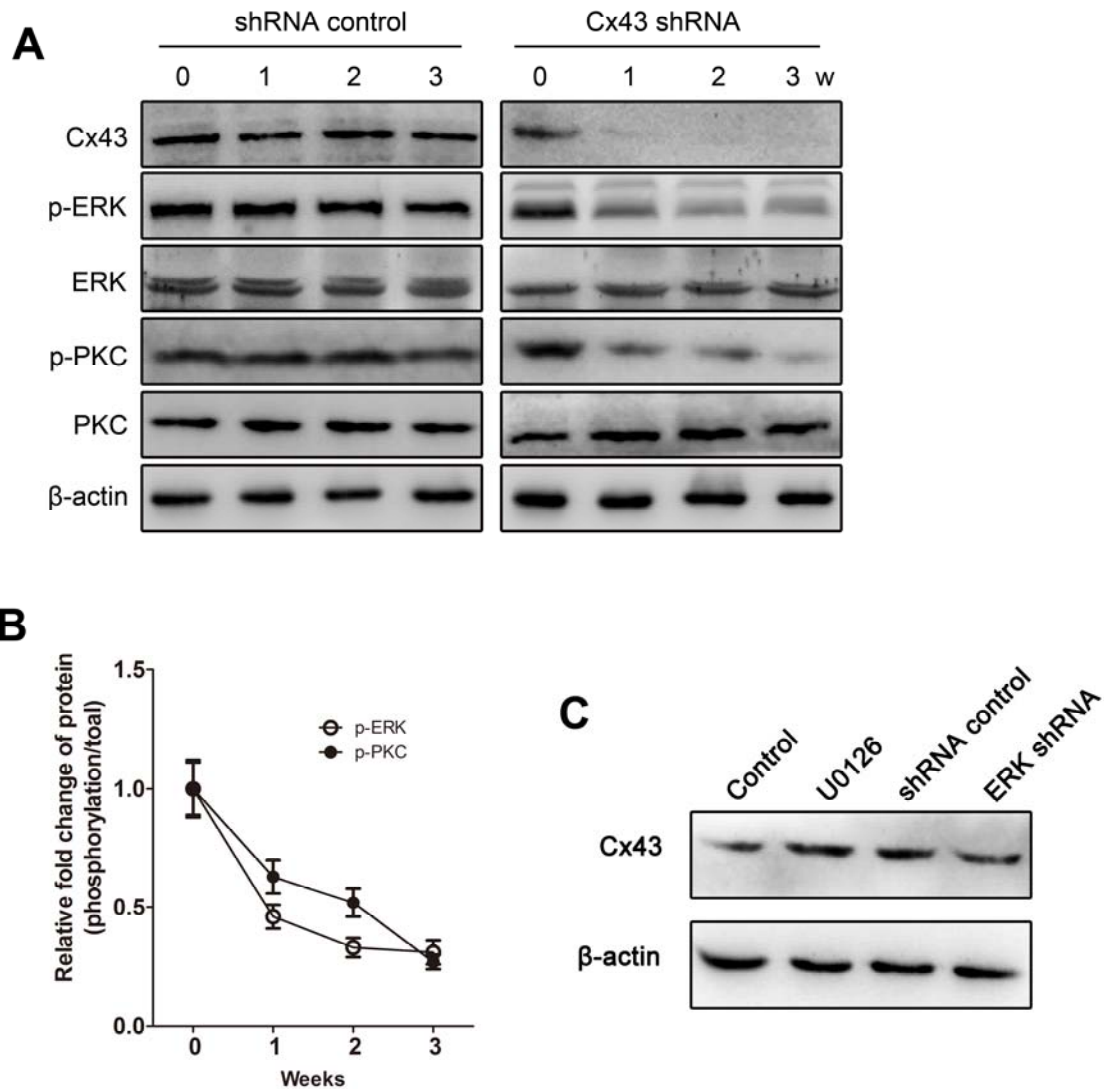 A
shRNA control Cx43 shRNA
0 1 2 3 0 1 2 3 w
Cx43
p-ERK
ERK
p-PKC
PKC
β-actin
B
Relative fold change of protein
(phosphorylation/toal)
1.5
1.0
0.5
0.0
p-ERK
p-PKC
0 1 2 3
Weeks
C
Control U0126 shRNA control ERK shRNA
Cx43
β-actin